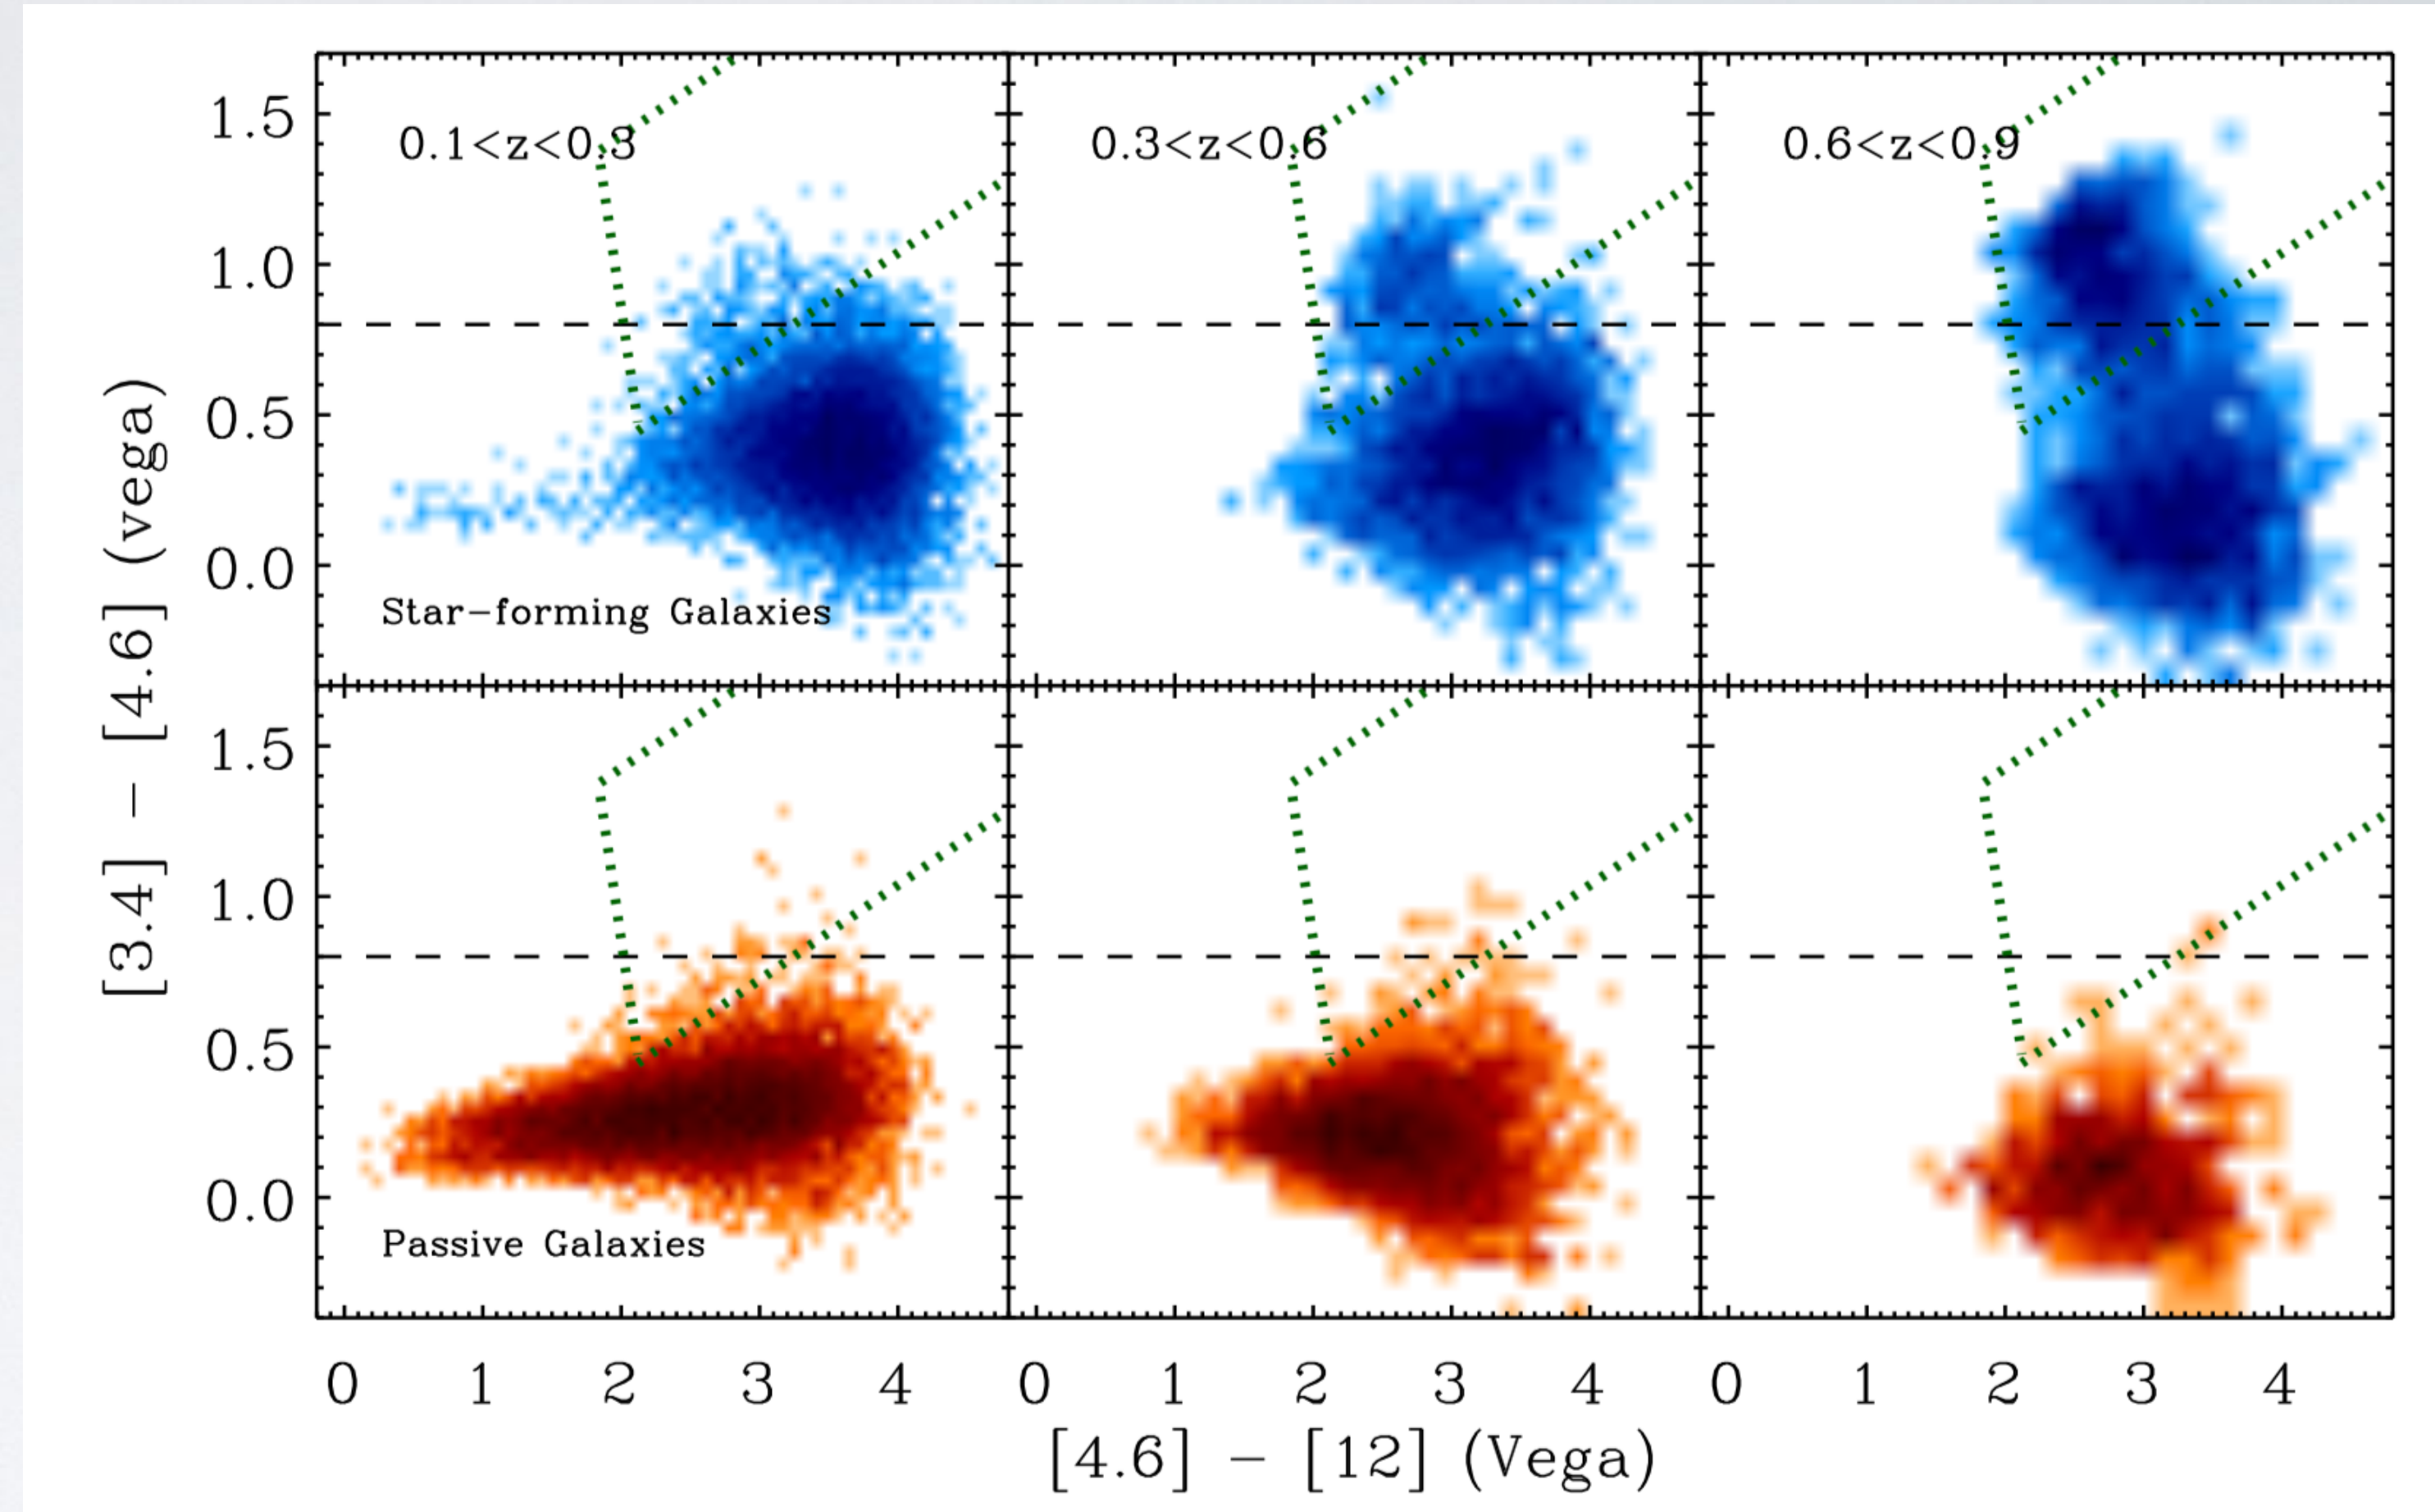 0.1<z<0.3
0.3<z<0.6
0.6<z<0.9
1.5
1.0
0.5
0.0
Star-forming Galaxies
[3.4] - [4.6] (vega)
1.5
1.0
0.5
0.0
Passive Galaxies
0 1 2 3 4 0 1 2 3 4 0 1 2 3 4
[4.6] - [12] (Vega)